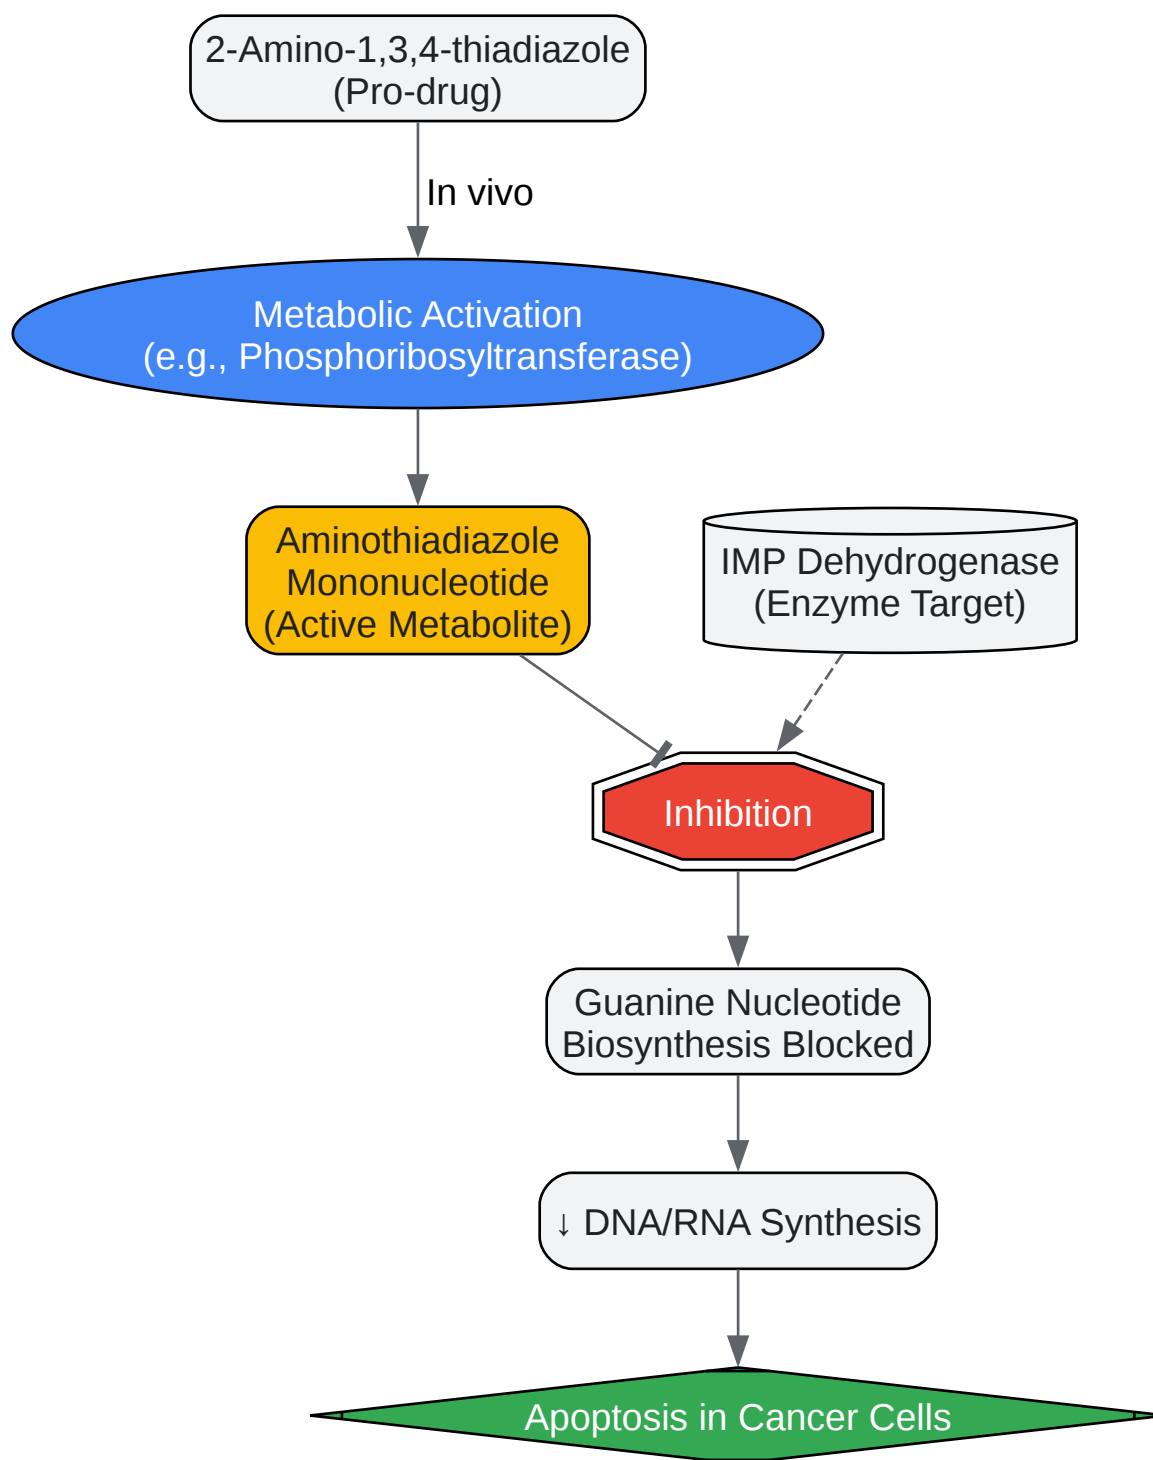 2-Amino-1,3,4-thiadiazole
(Pro-drug)
In vivo
Metabolic Activation
(e.g., Phosphoribosyltransferase)
Aminothiadiazole
Mononucleotide
(Active Metabolite)
IMP Dehydrogenase
(Enzyme Target)
Inhibition
Guanine Nucleotide
Biosynthesis Blocked
↓ DNA/RNA Synthesis
Apoptosis in Cancer Cells